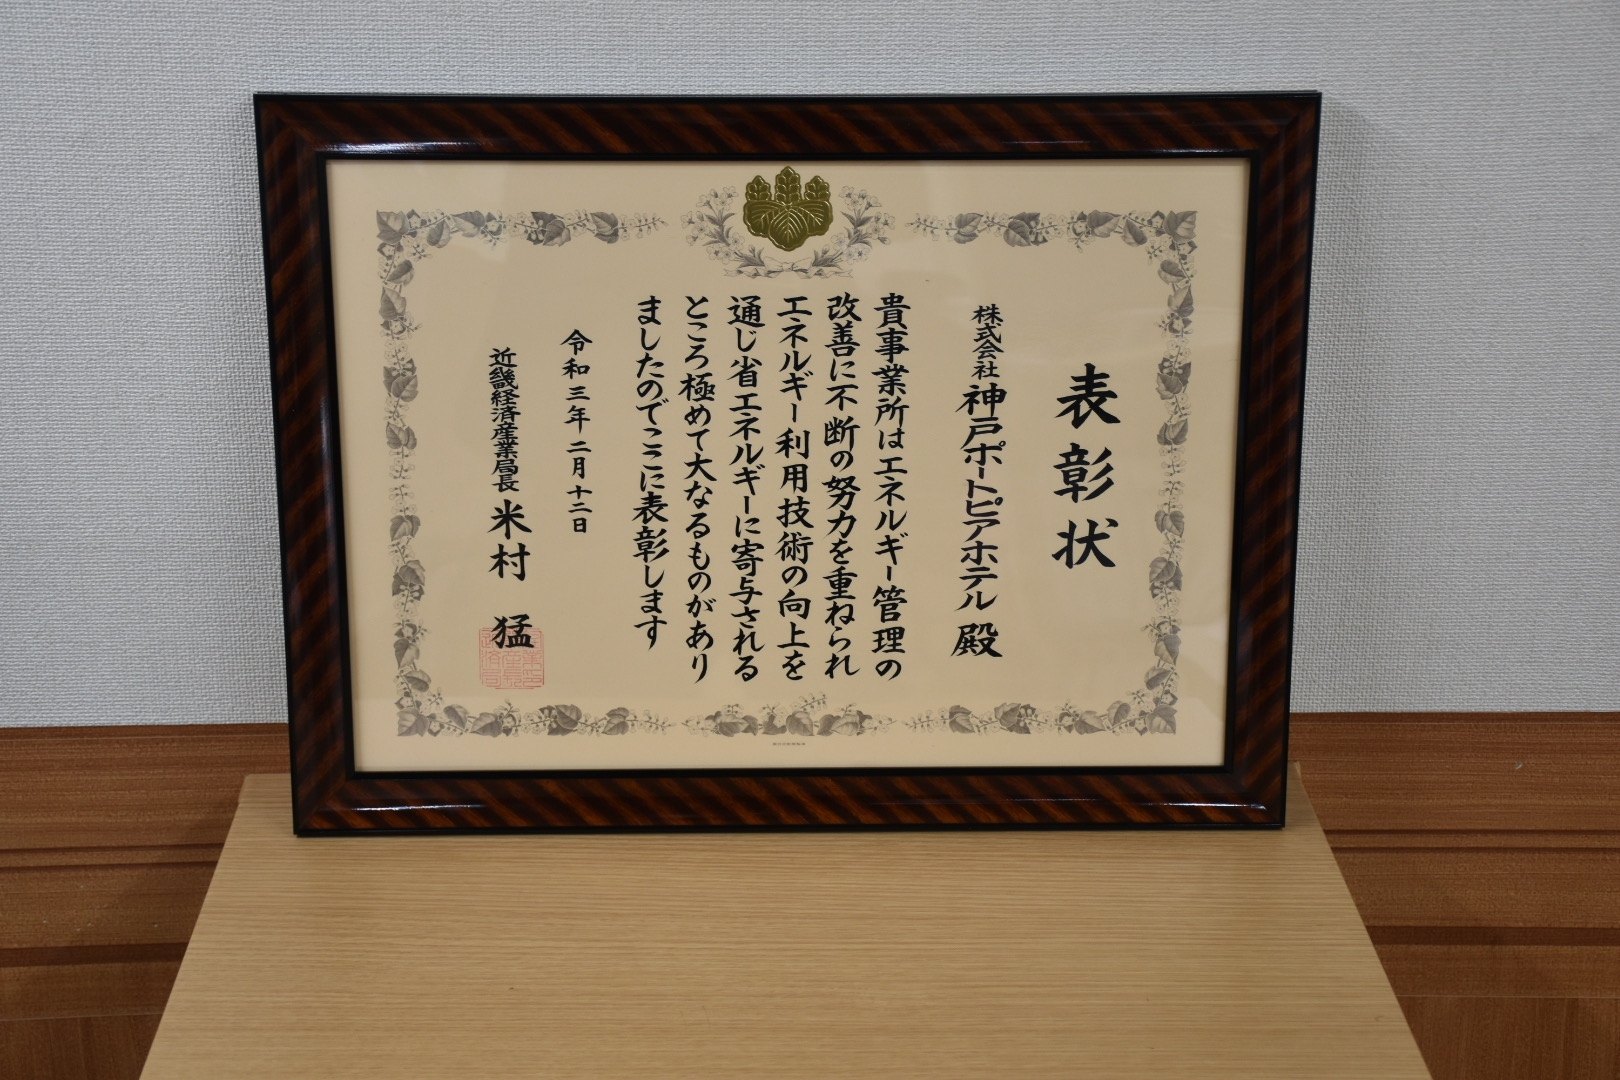 表彰状
株式会社 神戸ポートピアホテル 殿
貴事業所はエネルギー管理の
改善に不断の努力を重ねられ
エネルギー利用技術の向上を
通じ省エネルギーに寄与される
ところ極めて大なるものがあり
ましたのでここに表彰します
令和三年二月十二日
近畿経済産業局長 米村 猛